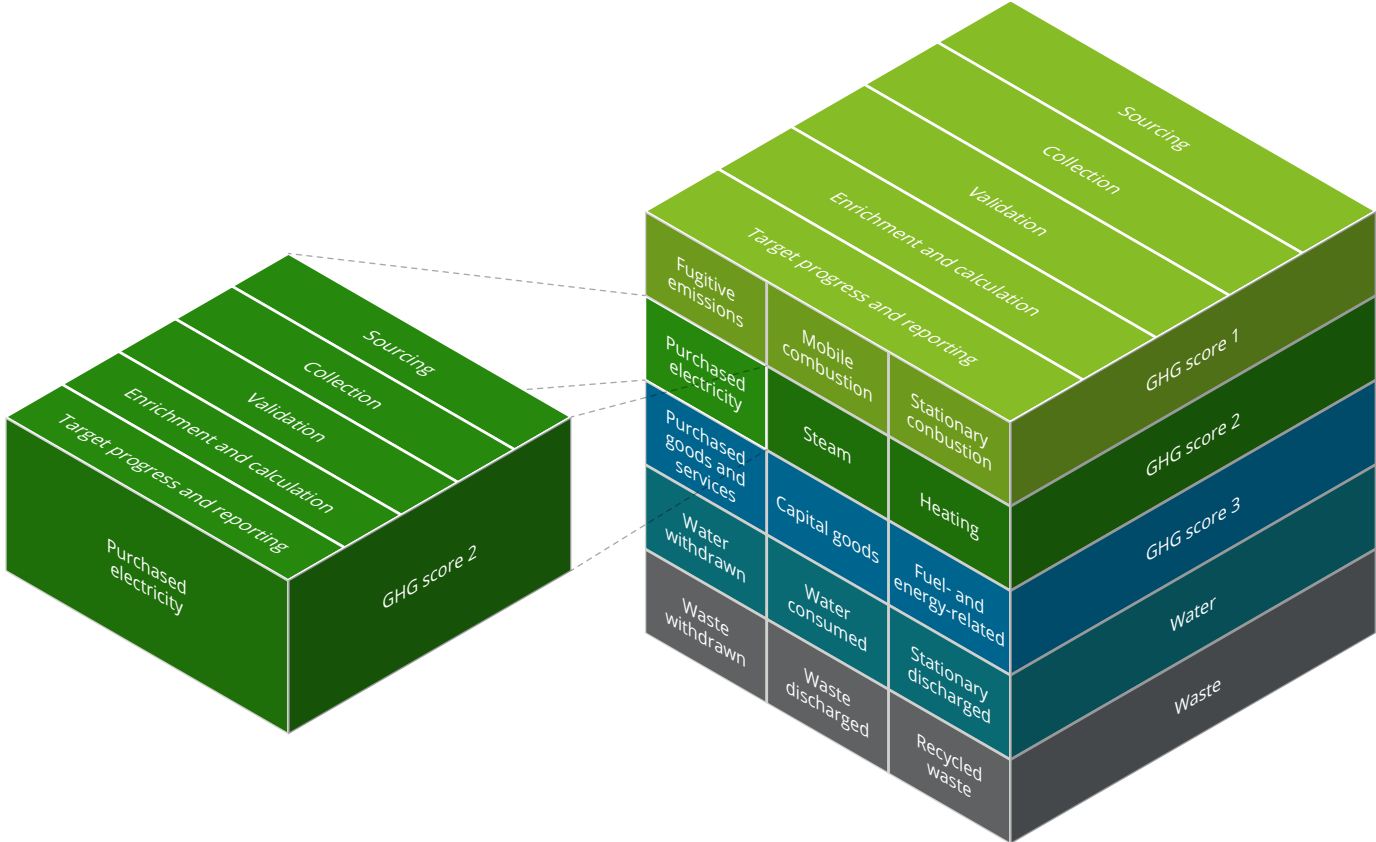 Sourcing
Collection
Validation
Enrichment and calculation
Target progress and reporting
Purchased
electricity
GHG score 2
Sourcing
Collection
Validation
Enrichment and calculation
Target progress and reporting
Fugitive
emissions
Mobile
combustion
Stationary
conbustion
GHG score 1
Purchased
electricity
Steam
Heating
GHG score 2
Purchased
goods and
services
Capital goods
Fuel- and
energy-related
GHG score 3
Water
withdrawn
Water
consumed
Stationary
discharged
Water
Waste
withdrawn
Waste
discharged
Recycled
waste
Waste